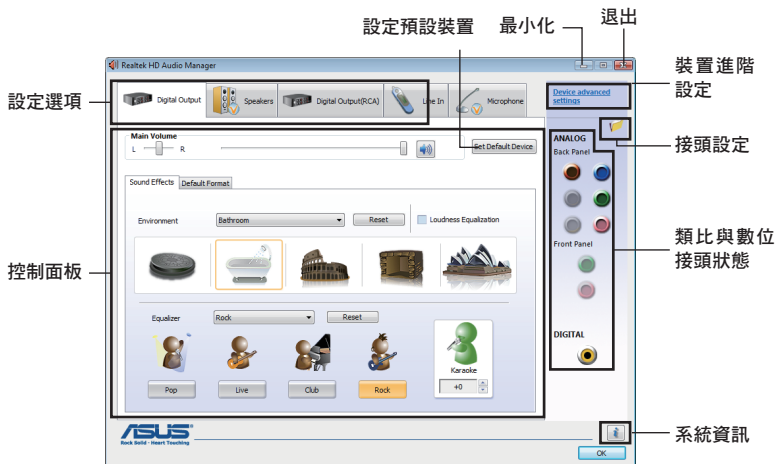 設定預設裝置
最小化
退出
Realtek HD Audio Manager
裝置進階
設定
設定選項
Digital Output
Speakers
Digital Output(RCA)
Line In
Microphone
Device advanced
settings
接頭設定
Main Volume
L
R
Set Default Device
ANALOG
Back Panel
Sound Effects
Default Format
Environment
Bathroom
Reset
Loudness Equalization
類比與數位
接頭狀態
Front Panel
控制面板
Equalizer
Rock
Reset
DIGITAL
Karaoke
Pop
Live
Club
Rock
+0
ASUS
Rock Solid · Heart Touching
系統資訊
OK